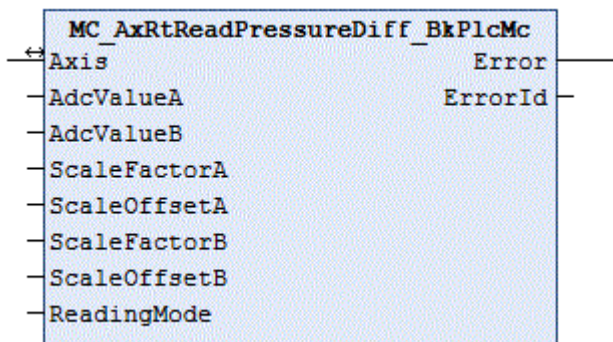 MC_AxRtReadPressureDiff_BkPlcMc
Axis Error
AdcValueA ErrorId
AdcValueB
ScaleFactorA
ScaleOffsetA
ScaleFactorB
ScaleOffsetB
ReadingMode